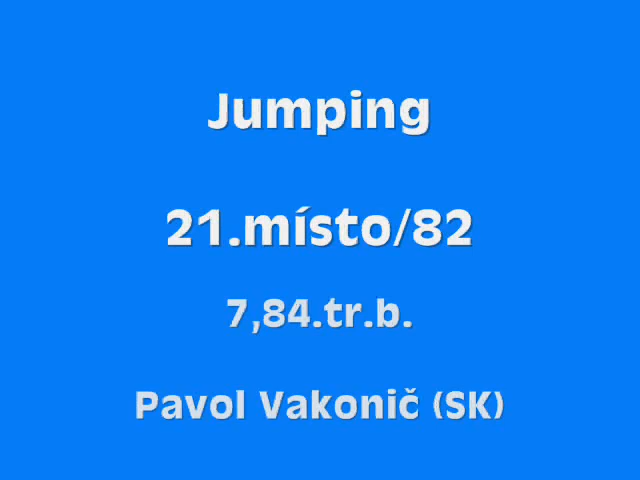 Jumping
21.místo/82
7,84.tr.b.
Pavol Vakonič (SK)